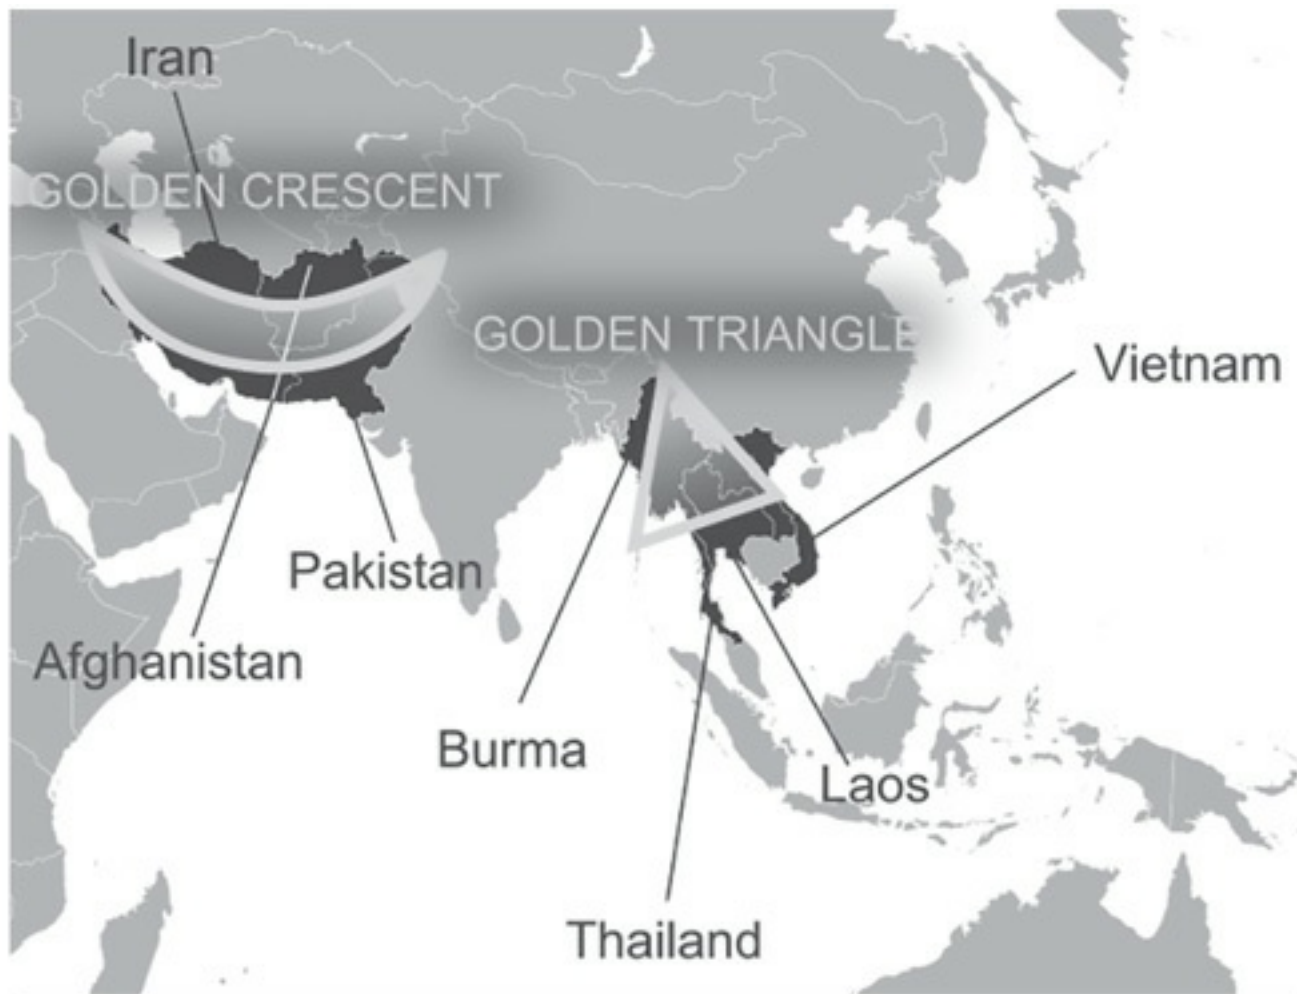 Iran
GOLDEN CRESCENT
GOLDEN TRIANGLE
Vietnam
Pakistan
Afghanistan
Burma
Laos
Thailand